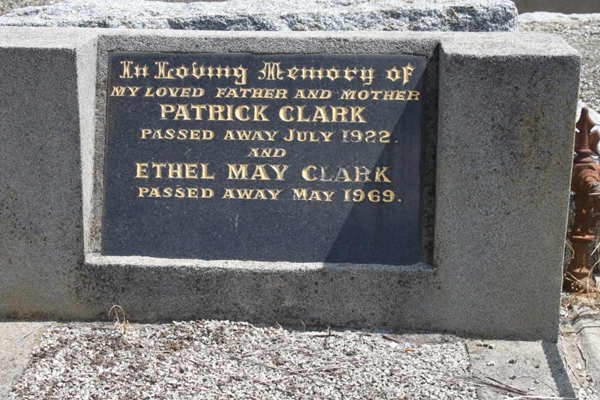 In Loving Memory of
MY LOVED FATHER AND MOTHER
PATRICK CLARK
PASSED AWAY JULY 1922.
AND
ETHEL MAY CLARK
PASSED AWAY MAY 1969.